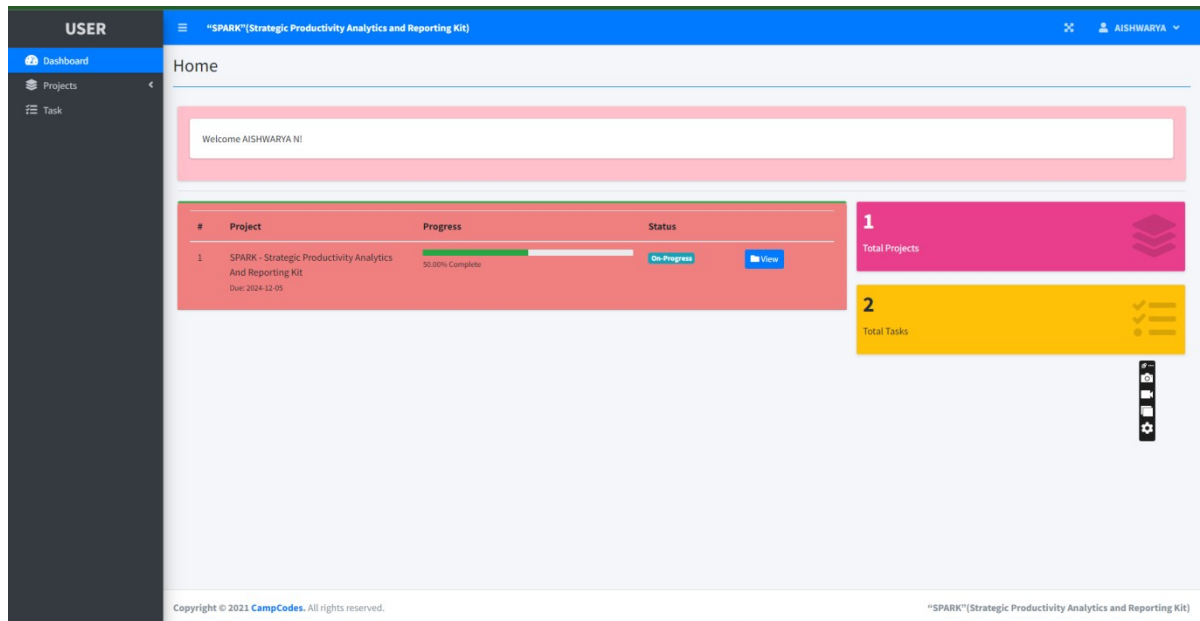 USER
“SPARK”(Strategic Productivity Analytics and Reporting Kit)
AISHWARYA
Dashboard
Projects
Task
Home
Welcome AISHWARYA N!
# Project Progress Status
1 SPARK - Strategic Productivity Analytics
And Reporting Kit
Due: 2024-12-05
50.00% Complete
On-Progress
View
1
Total Projects
2
Total Tasks
Copyright © 2021 CampCodes. All rights reserved.
“SPARK”(Strategic Productivity Analytics and Reporting Kit)